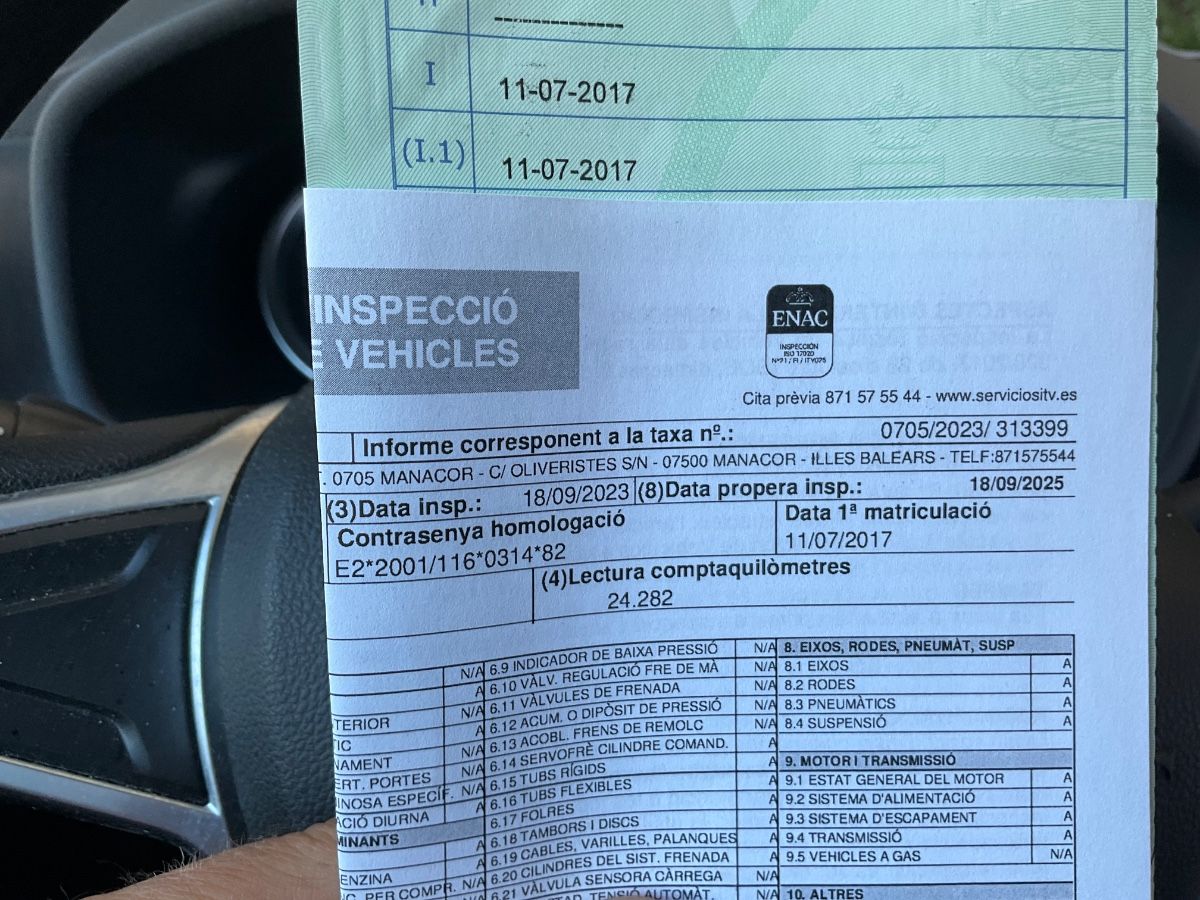 I 11-07-2017
(I.1) 11-07-2017
INSPECCIÓ
E VEHICLES
ENAC
INSPECCIÓN
ISO 17020
Cita prèvia 871 57 55 44 - www.serviciositv.es
Informe corresponent a la taxa nº.: 0705/2023/ 313399
. 0705 MANACOR - C/ OLIVERISTES S/N - 07500 MANACOR - ILLES BALEARS - TELF:871575544
(3)Data insp.: 18/09/2023 (8)Data propera insp.: 18/09/2025
Contrasenya homologació Data 1ª matriculació
E2*2001/116*0314*82 11/07/2017
(4)Lectura comptaquilòmetres
24.282
N/A 6.9 INDICADOR DE BAIXA PRESSIÓ N/A 8. EIXOS, RODES, PNEUMÀT, SUSP
A 6.10 VÀLV. REGULACIÓ FRE DE MÀ N/A 8.1 EIXOS A
TERIOR N/A 6.11 VÀLVULES DE FRENADA N/A 8.2 RODES A
TIC A 6.12 ACUM. O DIPÒSIT DE PRESSIÓ N/A 8.3 PNEUMÀTICS A
NAMENT N/A 6.13 ACOBL. FRENS DE REMOLC N/A 8.4 SUSPENSIÓ A
ERT. PORTES N/A 6.14 SERVOFRÈ CILINDRE COMAND. A
INOSA ESPECÍF. N/A 6.15 TUBS RÍGIDS A 9. MOTOR I TRANSMISSIÓ
ACIÓ DIURNA A 6.16 TUBS FLEXIBLES A 9.1 ESTAT GENERAL DEL MOTOR A
MINANTS 6.17 FOLRES A 9.2 SISTEMA D'ALIMENTACIÓ A
A 6.18 TAMBORS I DISCS A 9.3 SISTEMA D'ESCAPAMENT A
ENZINA A 6.19 CABLES, VARILLES, PALANQUES A 9.4 TRANSMISSIÓ A
C. PER COMPR. N/A 6.20 CILINDRES DEL SIST. FRENADA A 9.5 VEHICLES A GAS N/A
6.21 VÀLVULA SENSORA CÀRREGA N/A
TENSIÓ AUTOMÀT. N/A 10. ALTRES